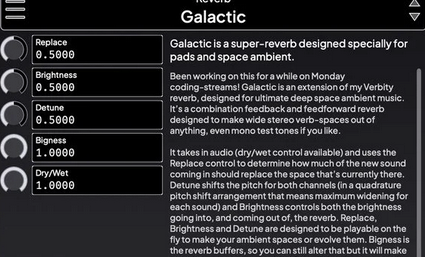 Reverb
Galactic
Replace
0.5000
Brightness
0.5000
Detune
0.5000
Bigness
1.0000
Dry/Wet
1.0000
Galactic is a super-reverb designed specially for
pads and space ambient.
Been working on this for a while on Monday
coding-streams! Galactic is an extension of my Verbity
reverb, designed for ultimate deep space ambient music.
It's a combination feedback and feedforward reverb
designed to make wide stereo verb-spaces out of
anything, even mono test tones if you like.
It takes in audio (dry/wet control available) and uses the
Replace control to determine how much of the new sound
coming in should replace the space that's currently there.
Detune shifts the pitch for both channels (in a quadrature
pitch shift arrangement that means maximum widening for
each sound) and Brightness controls both the brightness
going into, and coming out of, the reverb. Replace,
Brightness and Detune are designed to be playable on the
fly to make your ambient spaces or evolve them. Bigness is
the reverb buffers, so you can still alter that but it will make